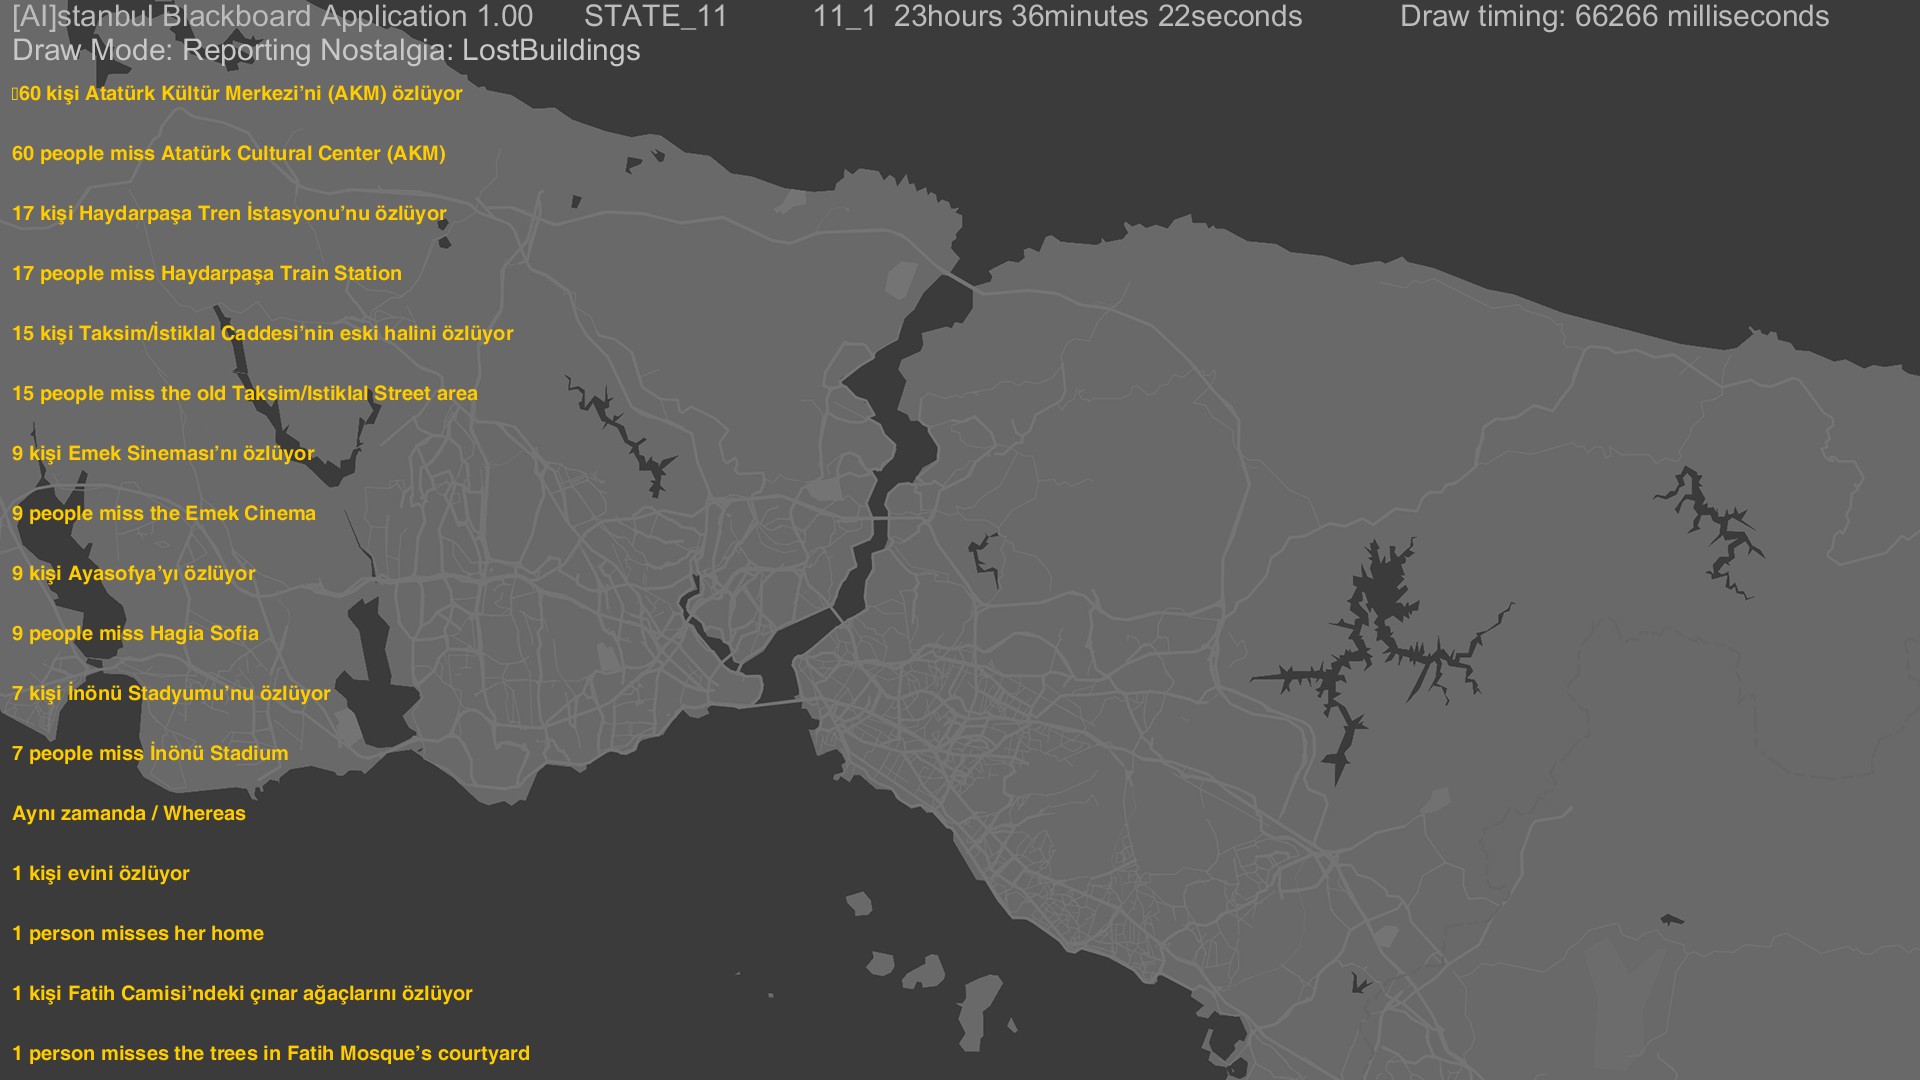 [AI]stanbul Blackboard Application 1.00 STATE_11 11_1 23hours 36minutes 22seconds Draw timing: 66266 milliseconds
Draw Mode: Reporting Nostalgia: LostBuildings
60 kişi Atatürk Kültür Merkezi’ni (AKM) özlüyor
60 people miss Atatürk Cultural Center (AKM)
17 kişi Haydarpaşa Tren İstasyonu’nu özlüyor
17 people miss Haydarpaşa Train Station
15 kişi Taksim/İstiklal Caddesi’nin eski halini özlüyor
15 people miss the old Taksim/Istiklal Street area
9 kişi Emek Sineması’nı özlüyor
9 people miss the Emek Cinema
9 kişi Ayasofya’yı özlüyor
9 people miss Hagia Sofia
7 kişi İnönü Stadyumu’nu özlüyor
7 people miss İnönü Stadium
Aynı zamanda / Whereas
1 kişi evini özlüyor
1 person misses her home
1 kişi Fatih Camisi’ndeki çınar ağaçlarını özlüyor
1 person misses the trees in Fatih Mosque’s courtyard